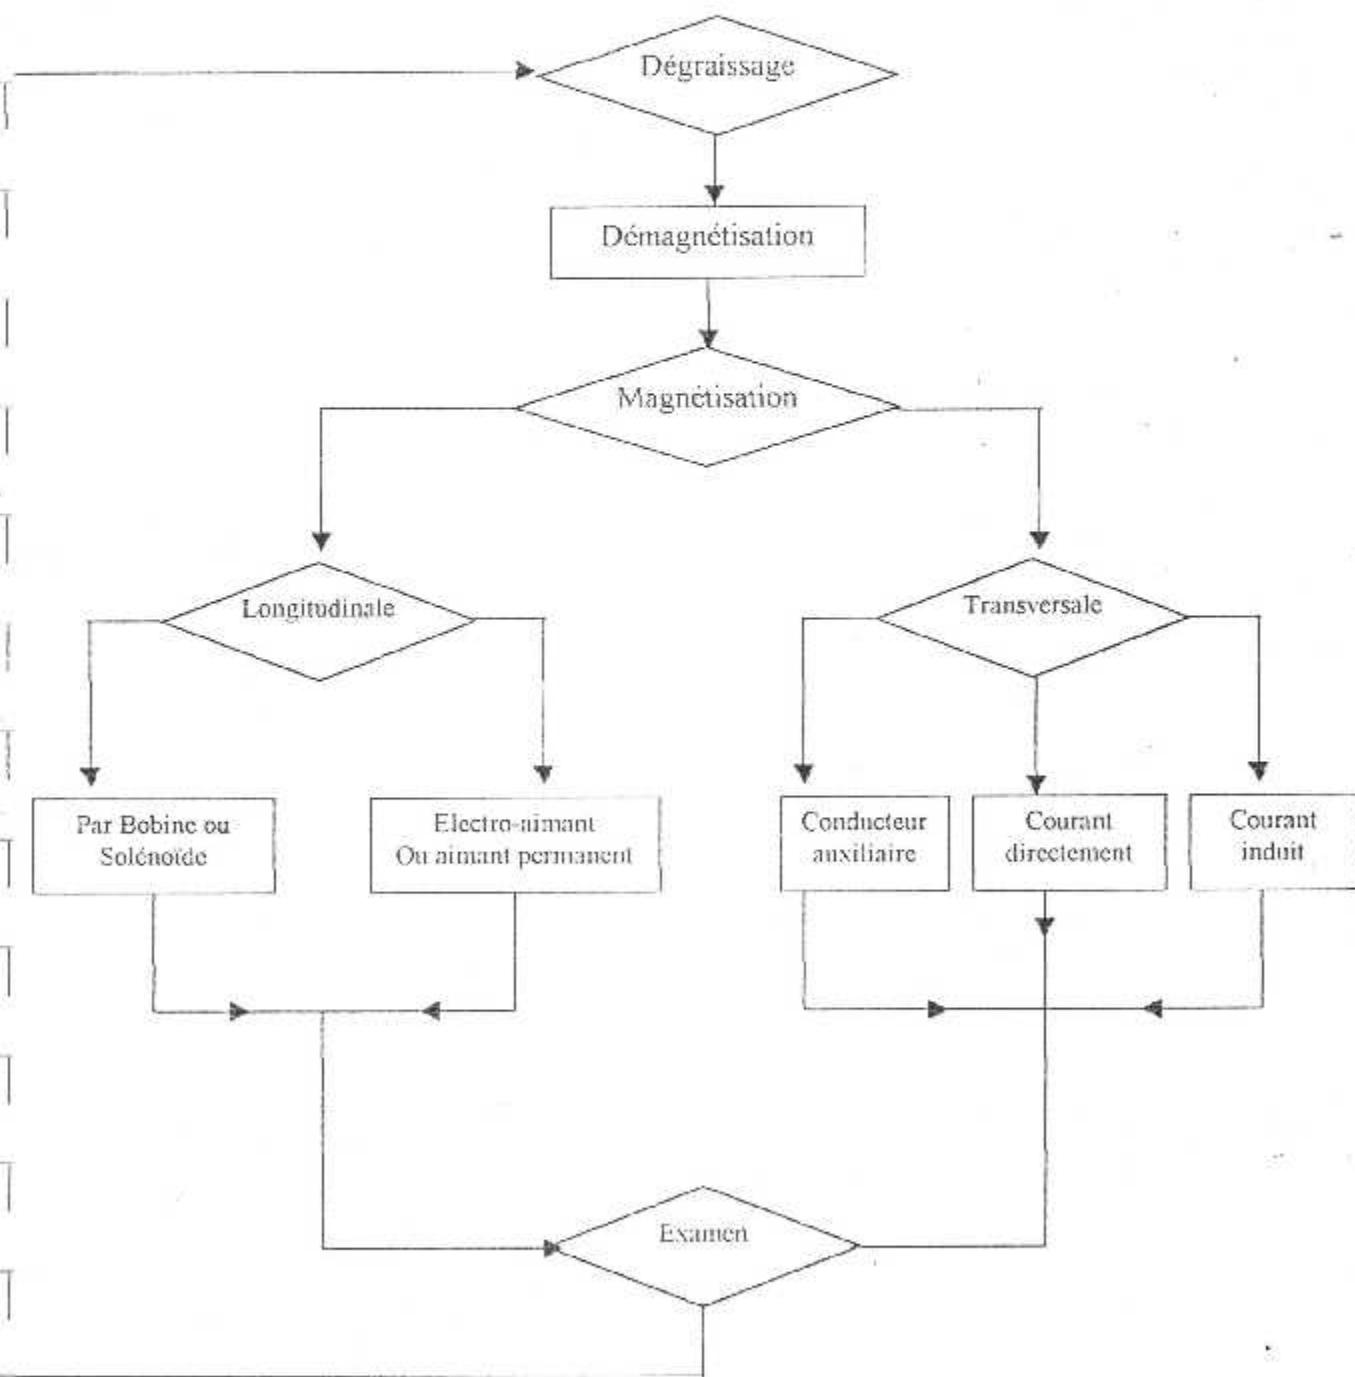 Dégraissage
Démagnétisation
Magnétisation
Longitudinale
Transversale
Par Bobine ou
Solénoïde
Electro-aimant
Ou aimant permanent
Conducteur
auxiliaire
Courant
directement
Courant
induit
Examen